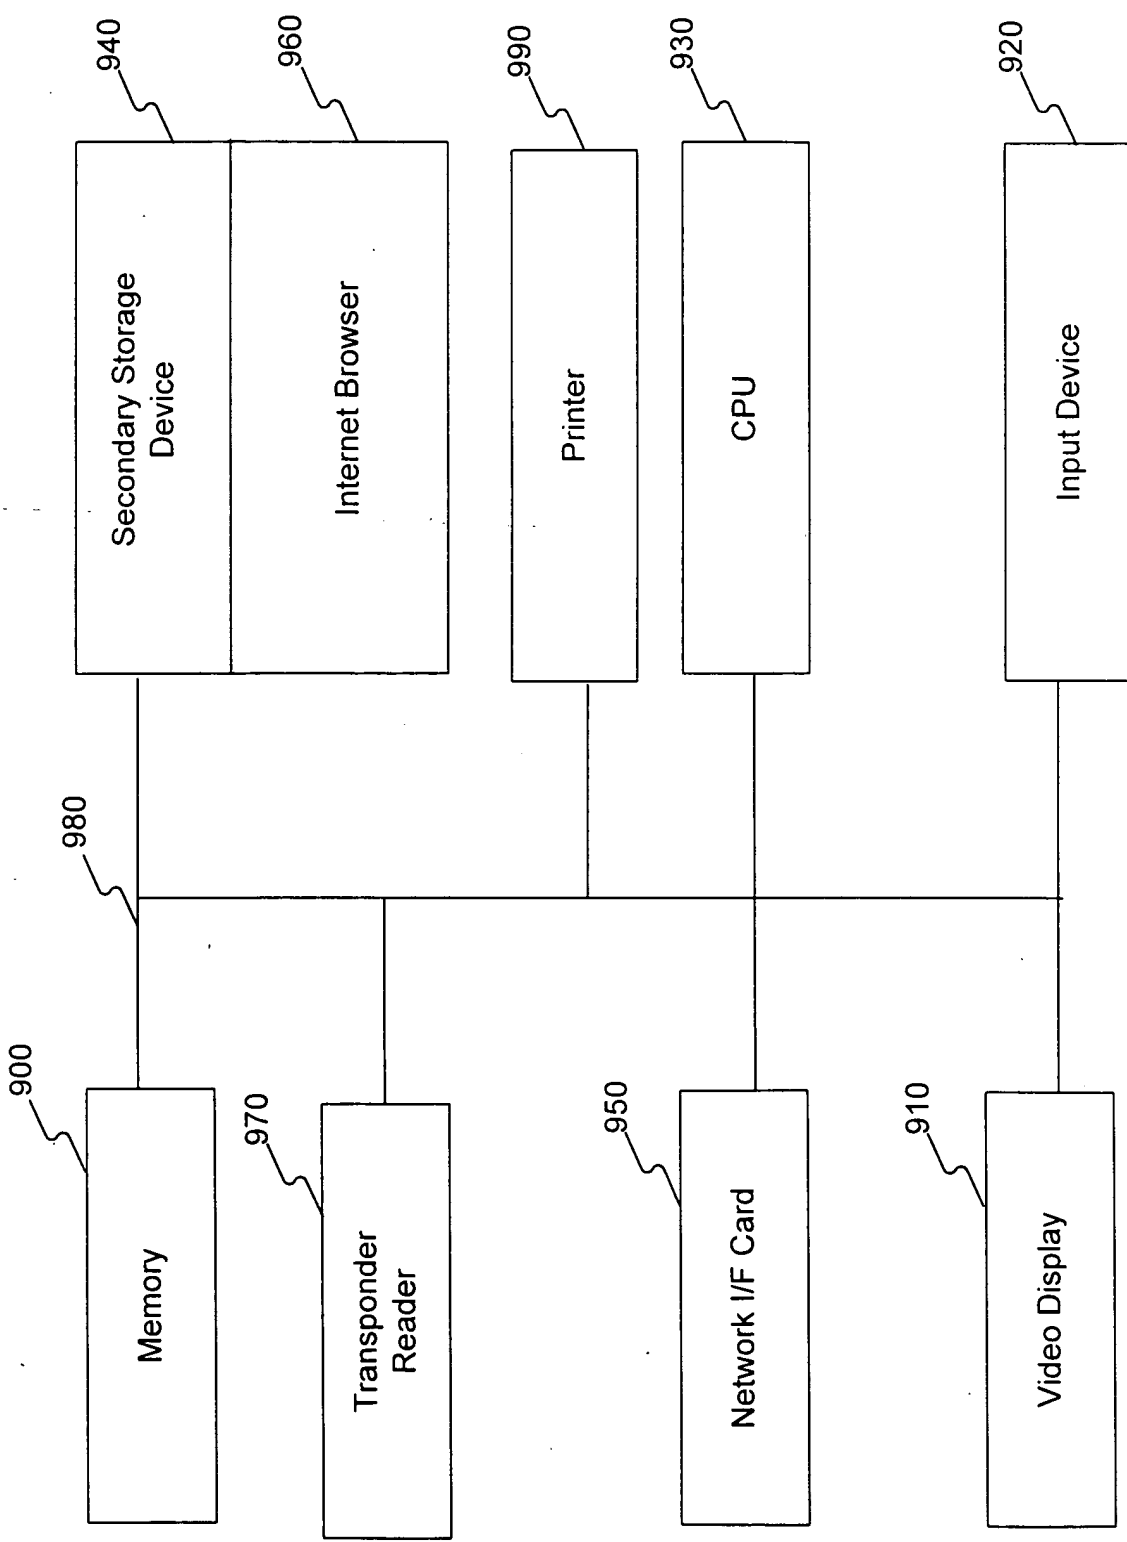 900
Memory
970
Transponder
Reader
950
Network I/F Card
910
Video Display
980
940
Secondary Storage
Device
960
Internet Browser
990
Printer
930
CPU
920
Input Device